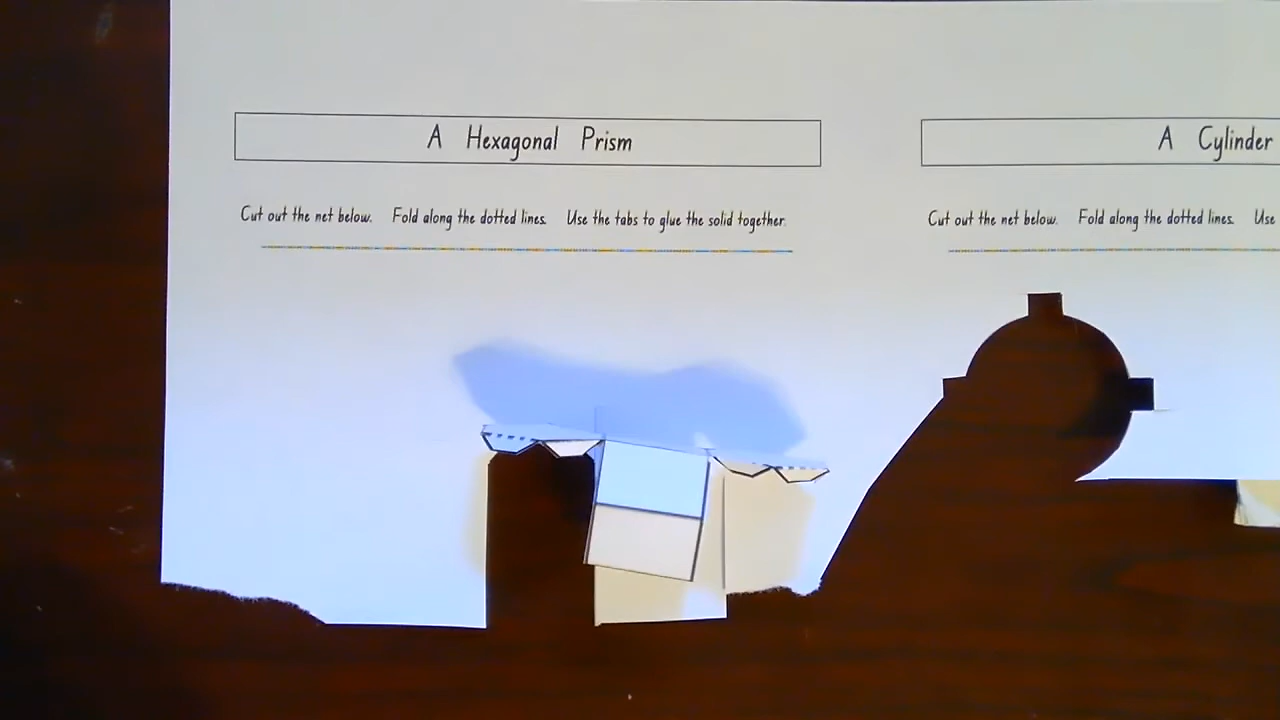 A Hexagonal Prism
A Cylinder
Cut out the net below. Fold along the dotted lines. Use the tabs to glue the solid together.
Cut out the net below. Fold along the dotted lines. Use